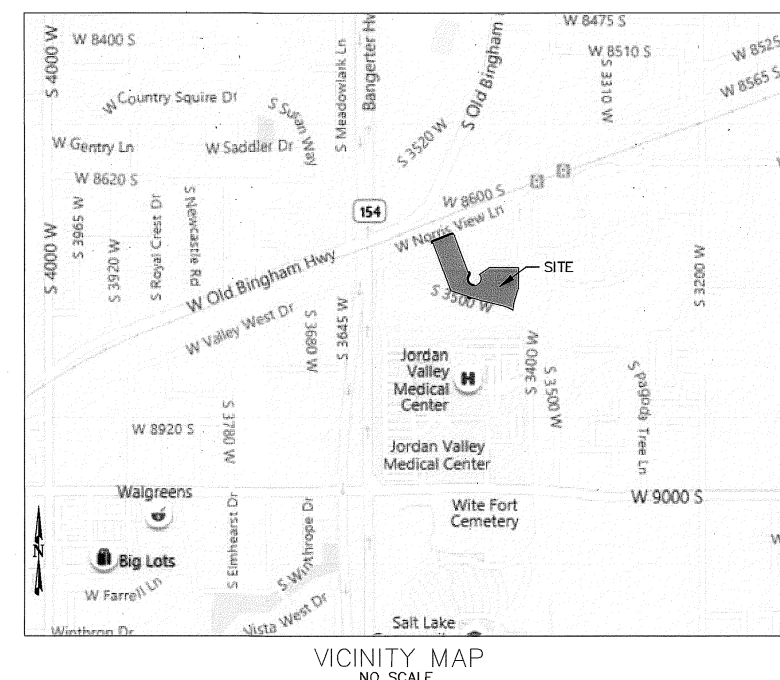 W 8475 S
W 8400 S
W 8510 S
W 8525
W 8565 S
S 4000 W
S Meadowlark Ln
Bangerter Hw
S Old Bingham
S 3310 W
W Country Squire Dr
S Susan Way
S 3520 W
W Gentry Ln
W Saddler Dr
W 8620 S
W 8600 S
154
W Norris View Ln
S 3965 W
S 3920 W
S Royal Crest Dr
S Newcastle Rd
S 4000 W
W Old Bingham Hwy
SITE
S 3500 W
S 3200 W
W Valley West Dr
S 3680 W
S 3645 W
Jordan
Valley
Medical
Center
H
S 3400 W
S 3500 W
S Pagoda Tree Ln
S 3780 W
W 8920 S
Jordan Valley
Medical Center
Walgreens
W 9000 S
Wite Fort
Cemetery
N
Big Lots
S Elmhearst Dr
S Winthrope Dr
W Farrell Ln
Vista West Dr
Winthrop Dr
Salt Lake
W
VICINITY MAP
NO SCALE